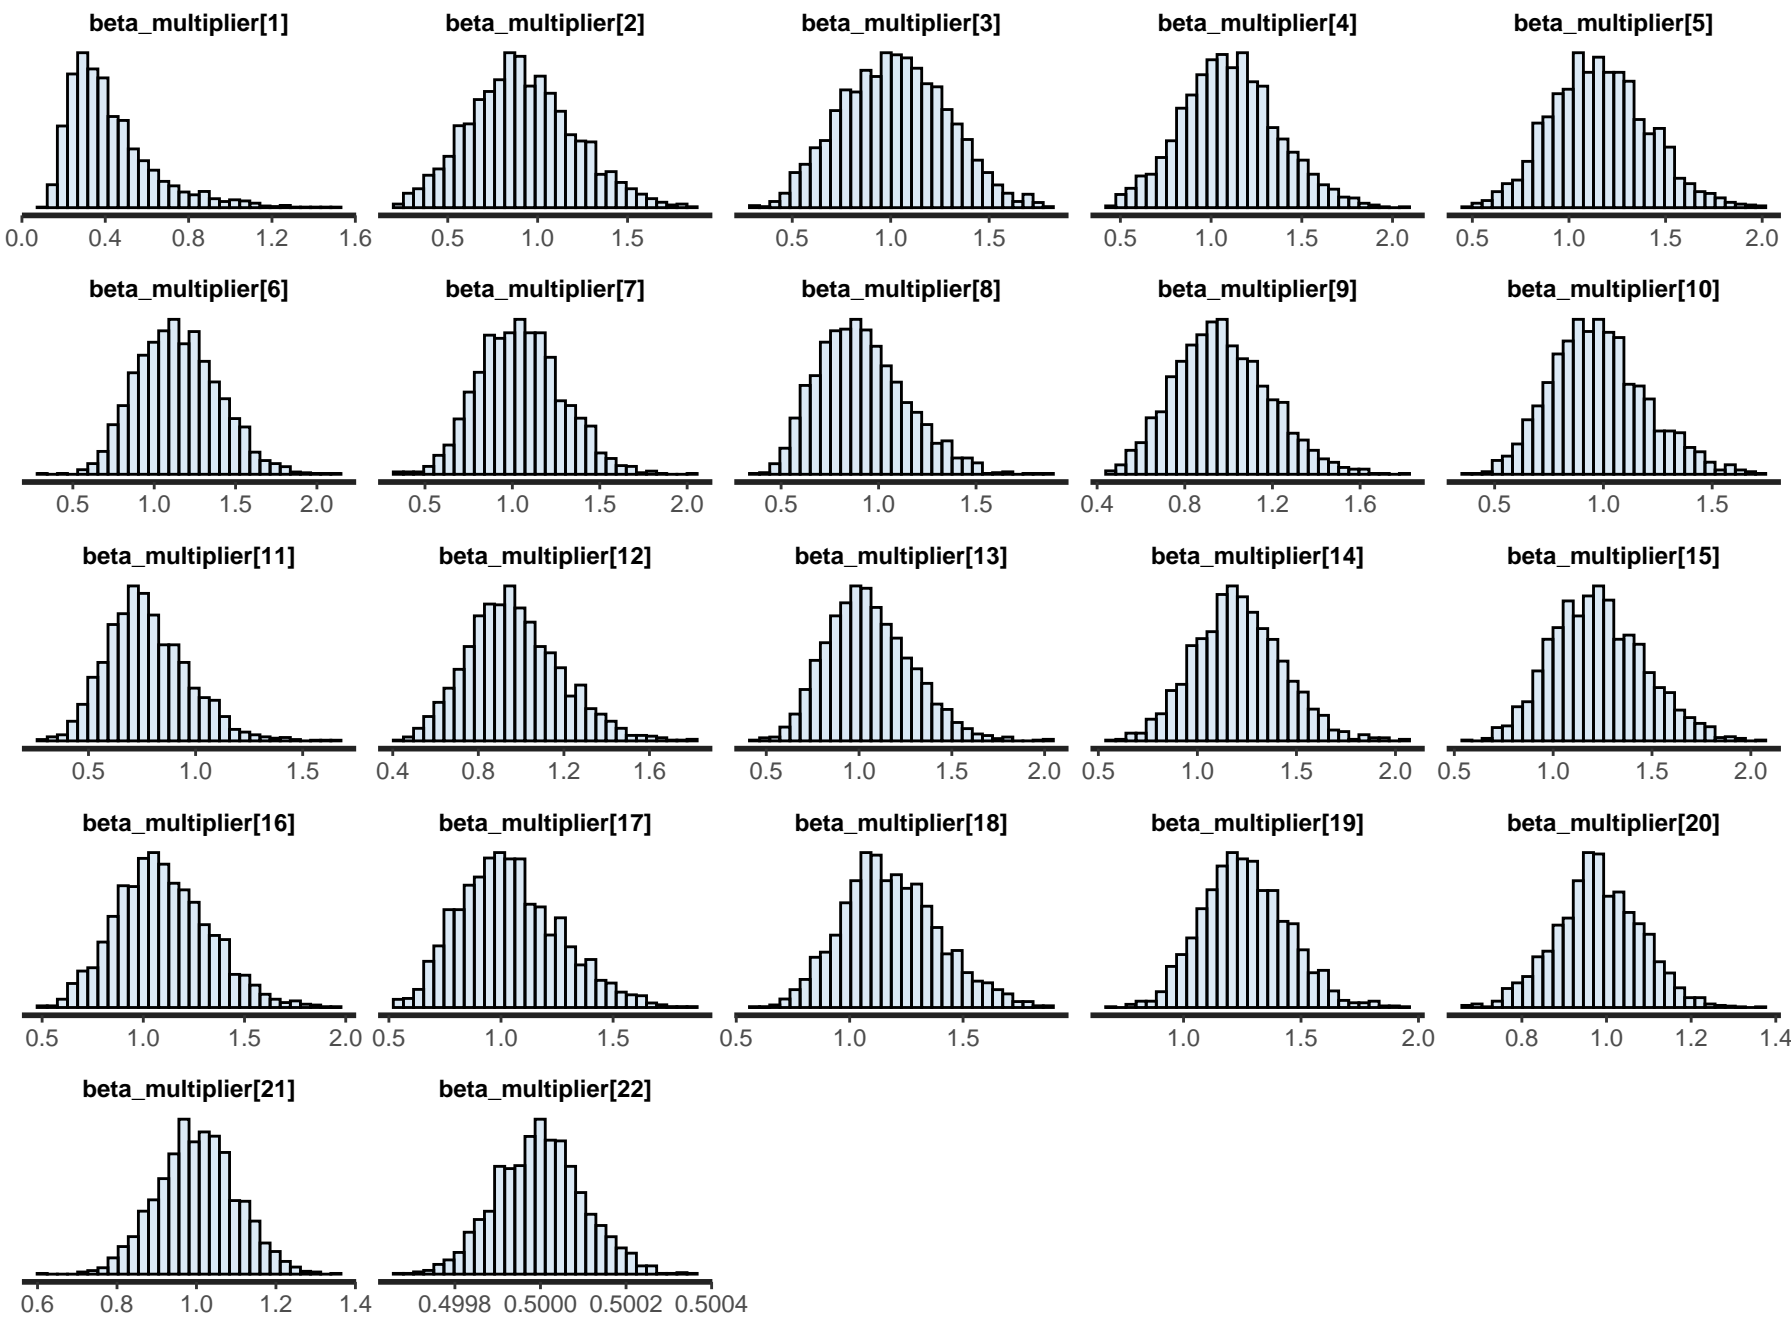 beta_multiplier[1] beta_multiplier[2] beta_multiplier[3] beta_multiplier[4] beta_multiplier[5]
0.0 0.4 0.8 1.2 1.6 0.5 1.0 1.5 0.5 1.0 1.5 0.5 1.0 1.5 2.0 0.5 1.0 1.5 2.0
beta_multiplier[6] beta_multiplier[7] beta_multiplier[8] beta_multiplier[9] beta_multiplier[10]
0.5 1.0 1.5 2.0 0.5 1.0 1.5 2.0 0.5 1.0 1.5 0.4 0.8 1.2 1.6 0.5 1.0 1.5
beta_multiplier[11] beta_multiplier[12] beta_multiplier[13] beta_multiplier[14] beta_multiplier[15]
0.5 1.0 1.5 0.4 0.8 1.2 1.6 0.5 1.0 1.5 2.0 0.5 1.0 1.5 2.0 0.5 1.0 1.5 2.0
beta_multiplier[16] beta_multiplier[17] beta_multiplier[18] beta_multiplier[19] beta_multiplier[20]
0.5 1.0 1.5 2.0 0.5 1.0 1.5 0.5 1.0 1.5 1.0 1.5 2.0 0.8 1.0 1.2 1.4
beta_multiplier[21] beta_multiplier[22]
0.6 0.8 1.0 1.2 1.4 0.4998 0.5000 0.5002 0.5004